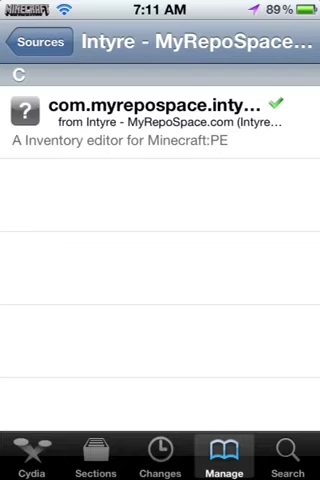 MINECRAFT 7:11 AM 89%
Sources Intyre - MyRepoSpace...
C
? com.myrepospace.inty...
from Intyre - MyRepoSpace.com (Intyre...
A Inventory editor for Minecraft:PE
Cydia Sections Changes Manage Search